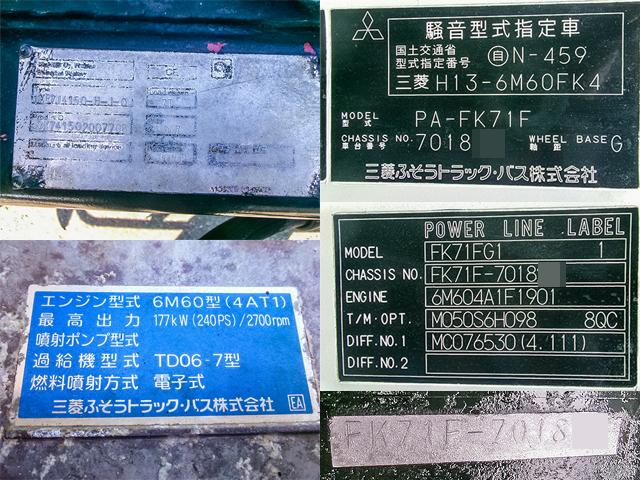 騒音型式指定車
国土交通省
型式指定番号 自N-459
三菱 H13-6M60FK4
MODEL
型式 PA-FK71F
CHASSIS NO. 7018 WHEEL BASE G
車台番号 軸距
三菱ふそうトラック・バス株式会社
エンジン型式 6M60型(4AT1)
最高出力 177kW(240PS)/2700rpm
噴射ポンプ型式
過給機型式 TD06-7型
燃料噴射方式 電子式
三菱ふそうトラック・バス株式会社 EA
POWER LINE LABEL
MODEL FK71FG1 1
CHASSIS NO. FK71F-7018
ENGINE 6M604A1F1901
T/M・OPT. M050S6H098 8QC
DIFF.NO.1 MC076530(4.111)
DIFF.NO.2
FK71F-7018